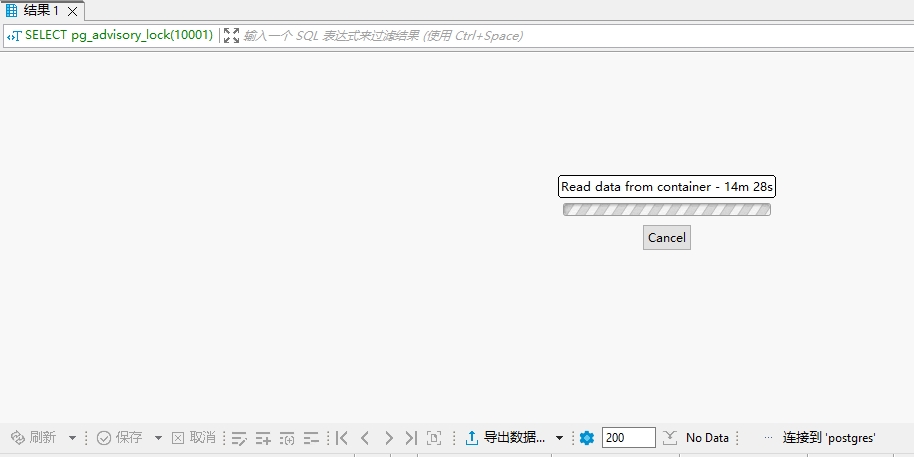 结果 1
SELECT pg_advisory_lock(10001) 输入一个 SQL 表达式来过滤结果 (使用 Ctrl+Space)
Read data from container - 14m 28s
Cancel
刷新 保存 取消 导出数据... 200 No Data ... 连接到 'postgres'